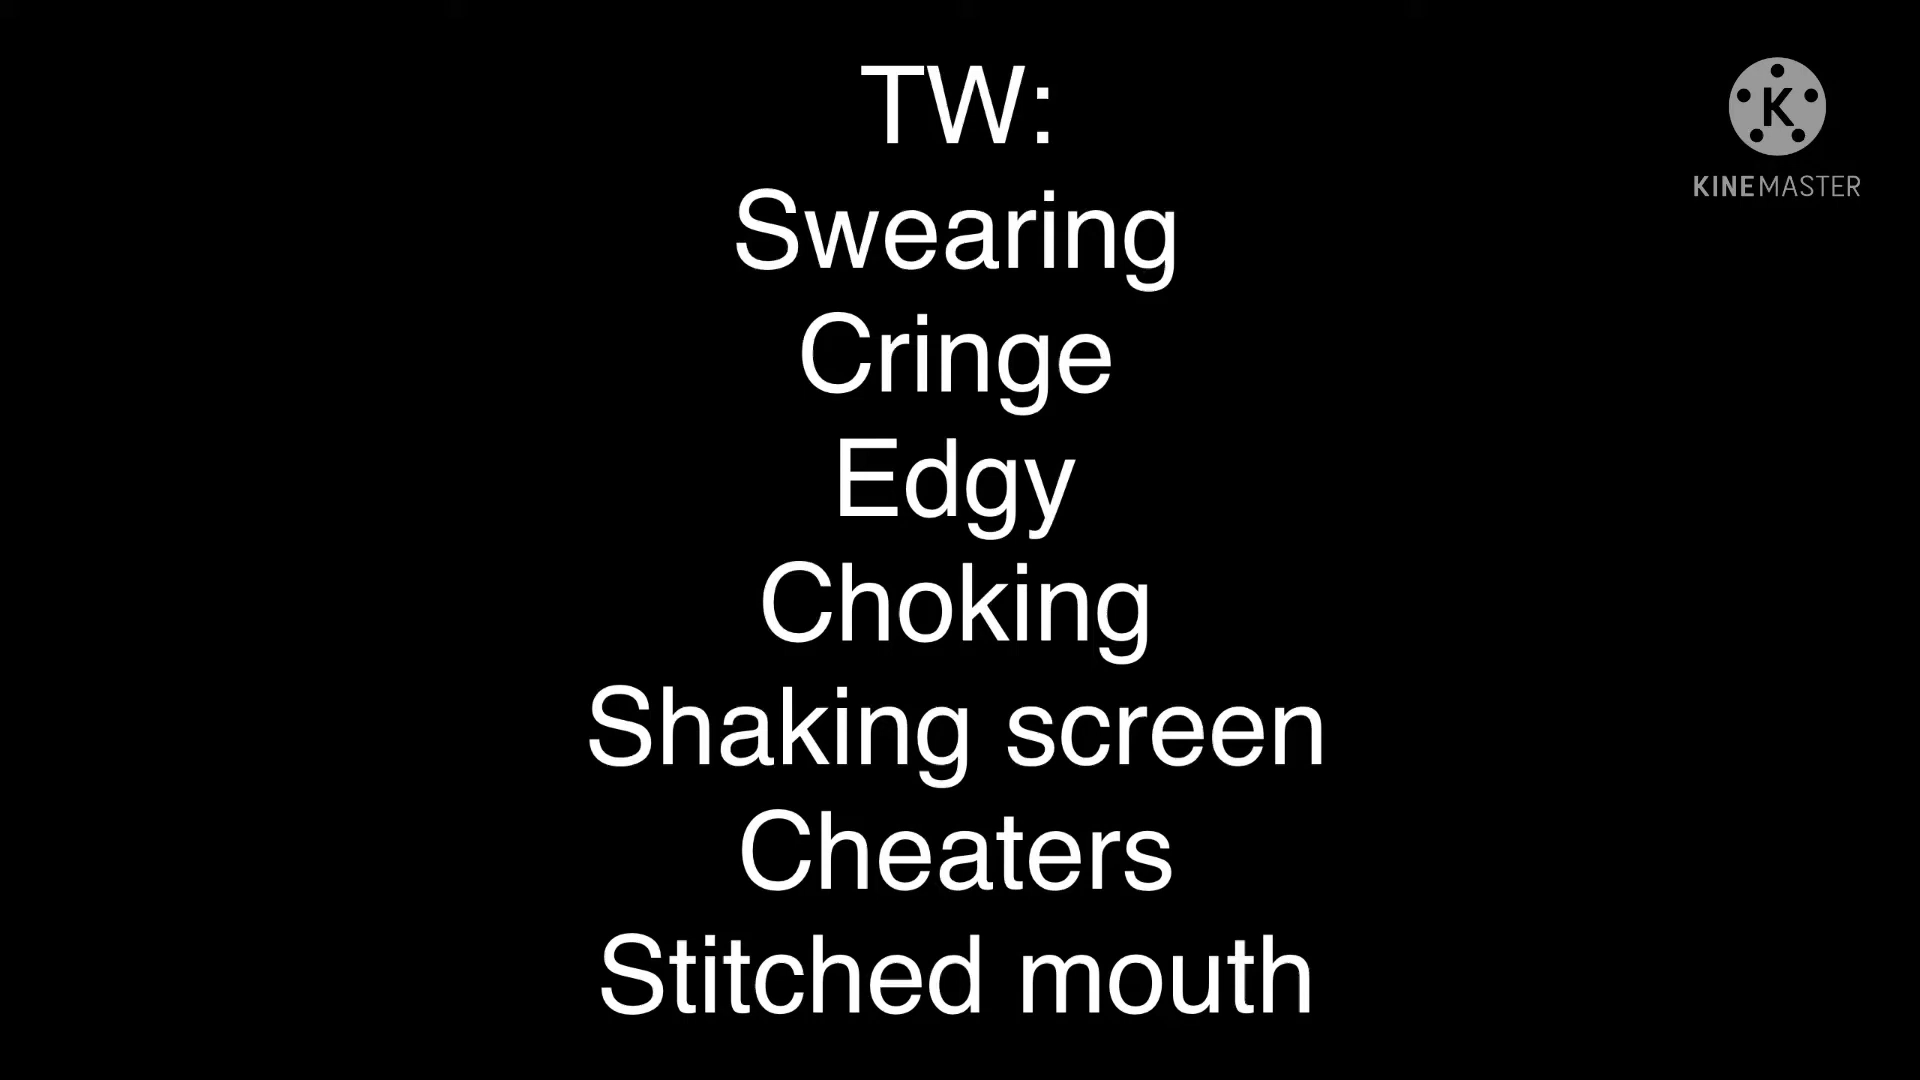 TW:
Swearing
Cringe
Edgy
Choking
Shaking screen
Cheaters
Stitched mouth
K
KINEMASTER